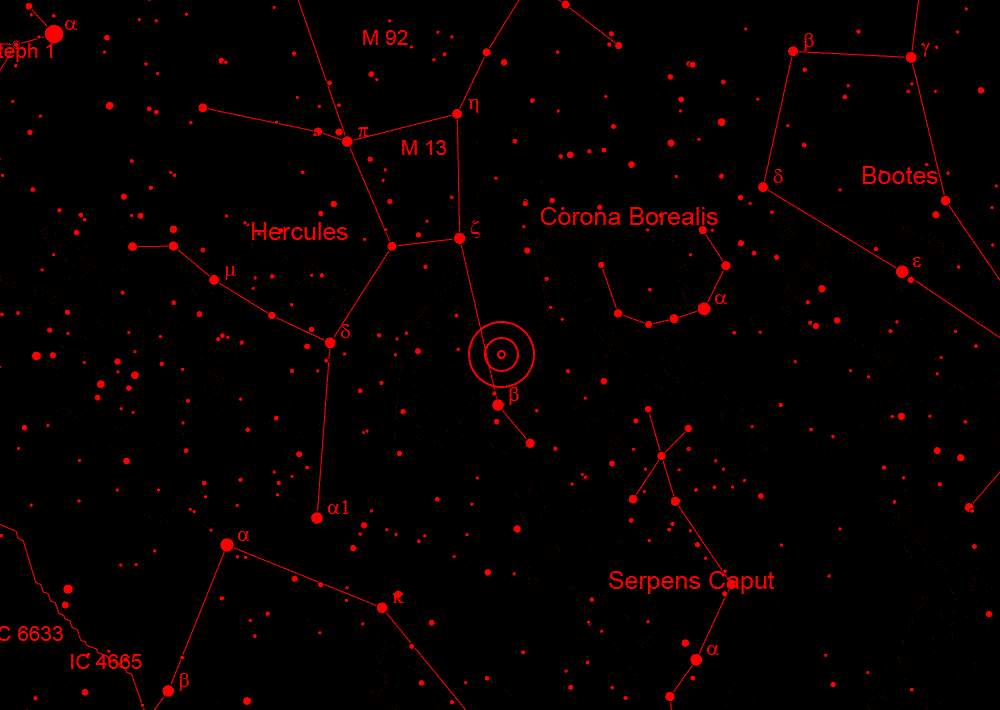 α
teph 1
M 92
β
γ
η
π
M 13
δ
Bootes
Corona Borealis
Hercules
ζ
ε
μ
α
δ
β
α1
α
Serpens Caput
κ
C 6633
α
IC 4665
β